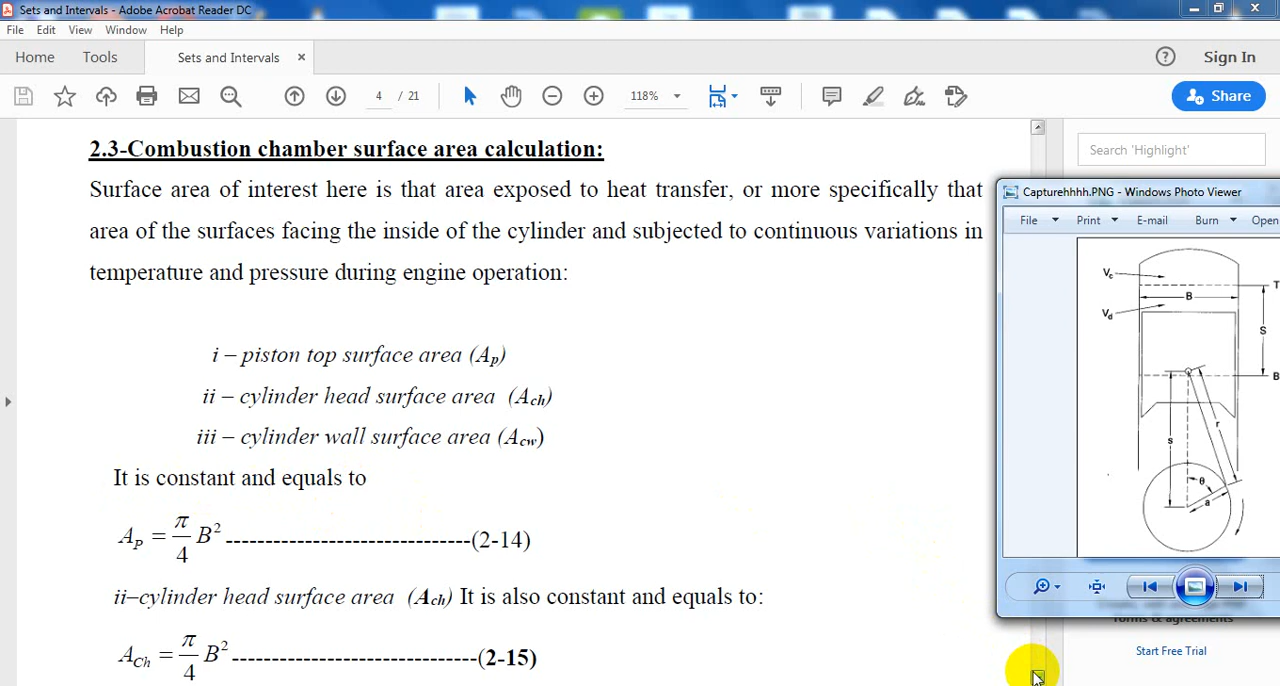 Sets and Intervals - Adobe Acrobat Reader DC
File Edit View Window Help
Home Tools Sets and Intervals × Sign In
4 / 21 118% Share
2.3-Combustion chamber surface area calculation:
Surface area of interest here is that area exposed to heat transfer, or more specifically that
area of the surfaces facing the inside of the cylinder and subjected to continuous variations in
temperature and pressure during engine operation:
i – piston top surface area (Ap)
ii – cylinder head surface area (Ach)
iii – cylinder wall surface area (Acw)
It is constant and equals to
A_P = π/4 B² -------------------------------(2-14)
ii–cylinder head surface area (Ach) It is also constant and equals to:
A_Ch = π/4 B² -------------------------------(2-15)
Search 'Highlight'
Capturehhhh.PNG - Windows Photo Viewer
File Print E-mail Burn Open
Vc
T
B
Vd
S
B
r
s
θ
a
terms & agreements
Start Free Trial